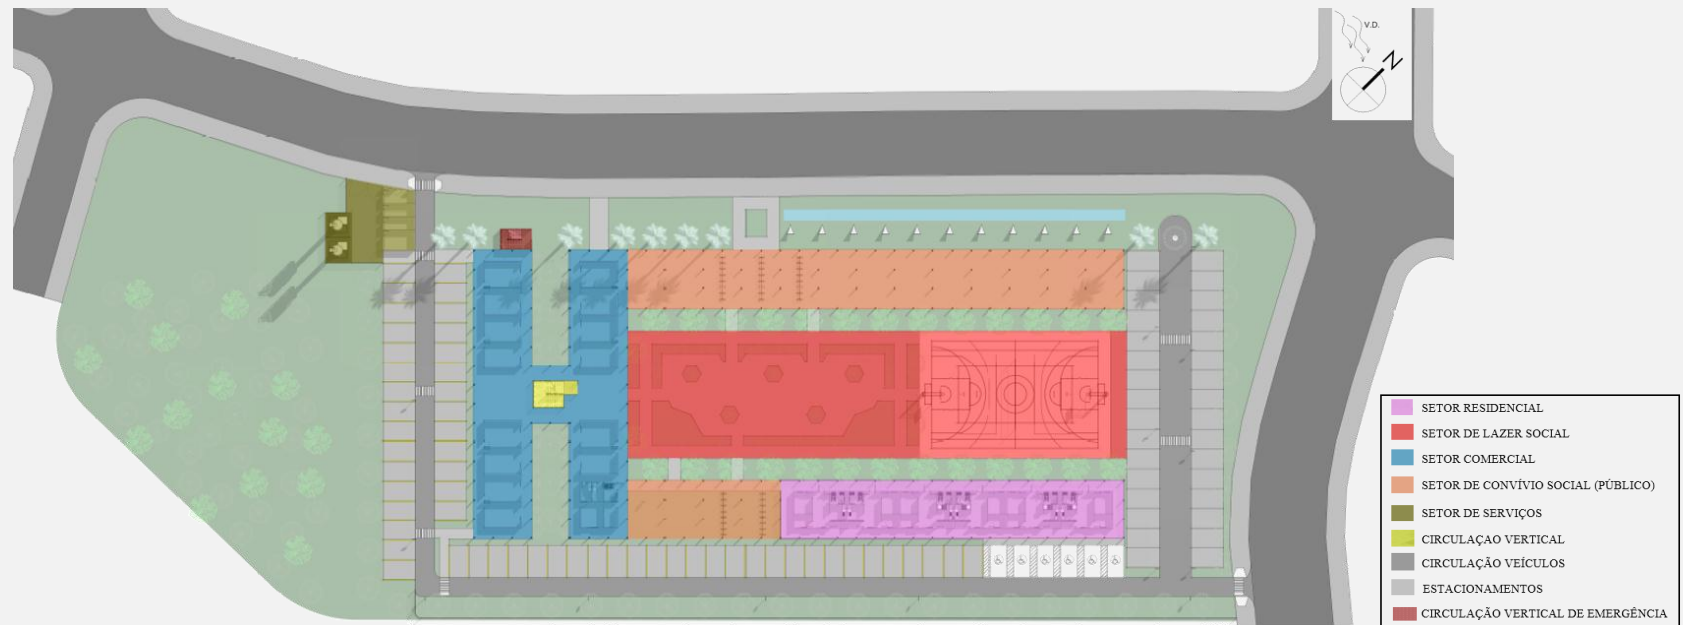 V.D.
N
SETOR RESIDENCIAL
SETOR DE LAZER SOCIAL
SETOR COMERCIAL
SETOR DE CONVÍVIO SOCIAL (PÚBLICO)
SETOR DE SERVIÇOS
CIRCULAÇAO VERTICAL
CIRCULAÇÃO VEÍCULOS
ESTACIONAMENTOS
CIRCULAÇÃO VERTICAL DE EMERGÊNCIA